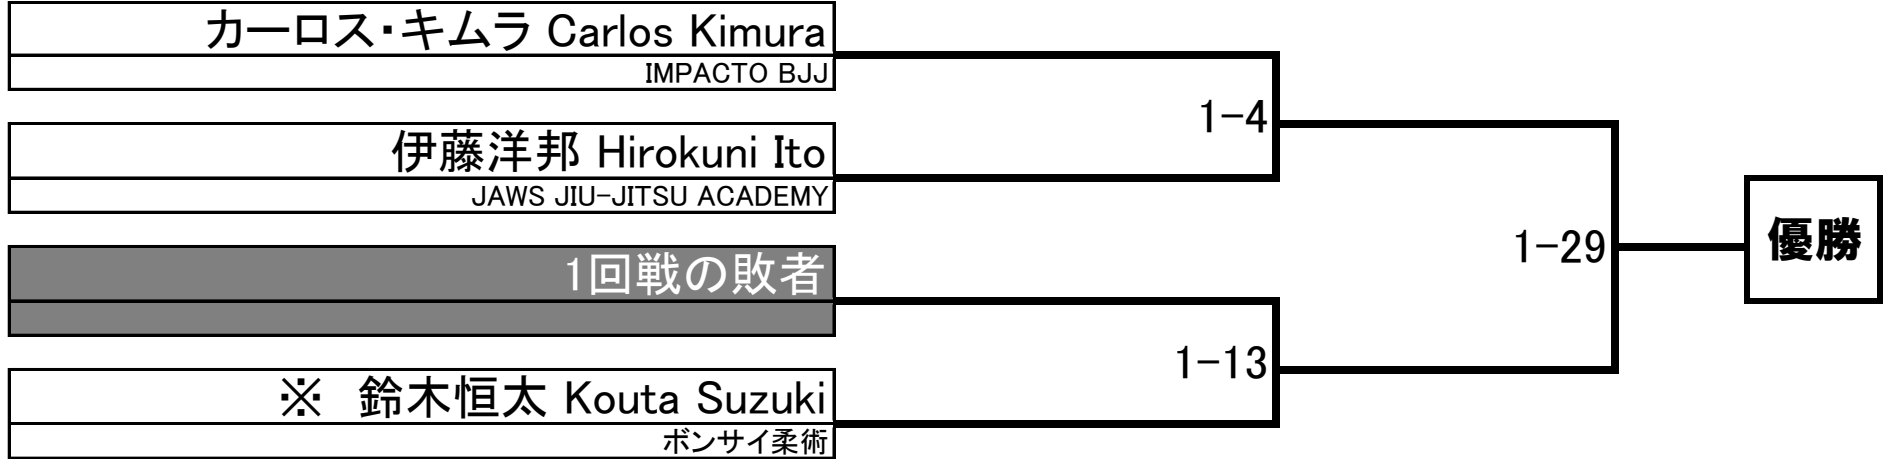 カーロス・キムラ Carlos Kimura
IMPACTO BJJ
1-4
伊藤洋邦 Hirokuni Ito
JAWS JIU-JITSU ACADEMY
1-29
優勝
1回戦の敗者
1-13
※　鈴木恒太 Kouta Suzuki
ボンサイ柔術